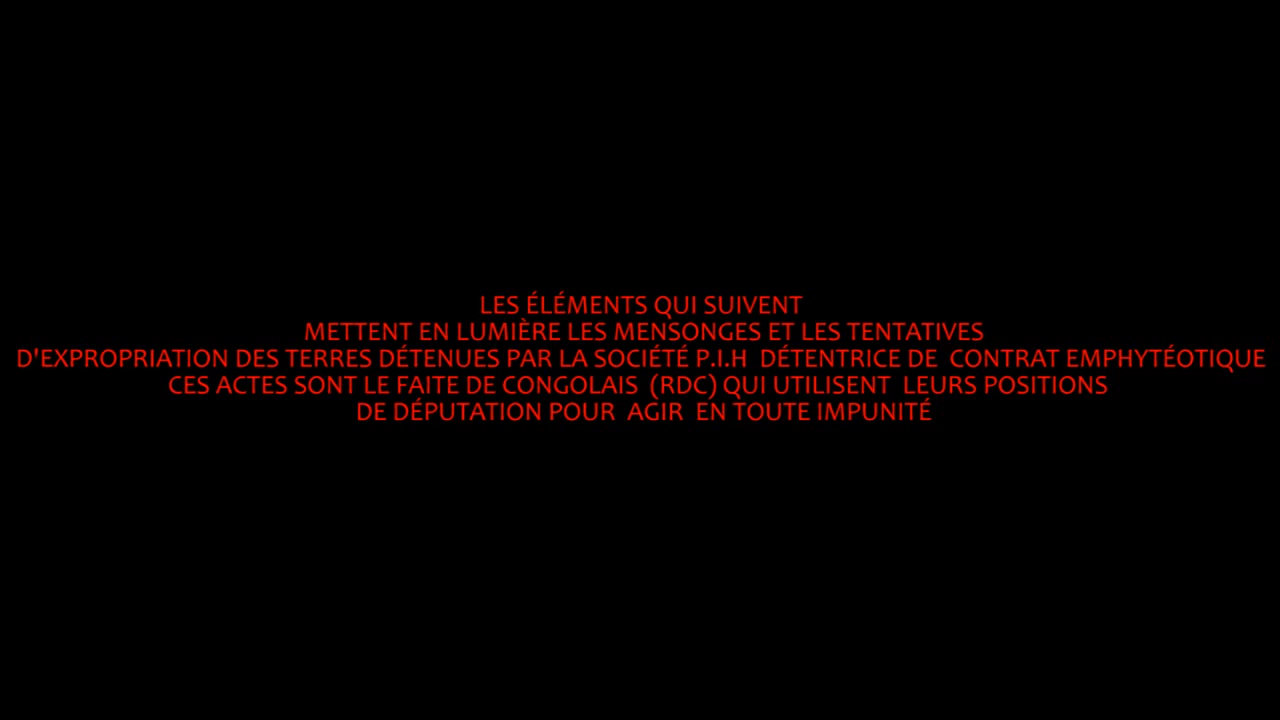 LES ÉLÉMENTS QUI SUIVENT
METTENT EN LUMIÈRE LES MENSONGES ET LES TENTATIVES
D'EXPROPRIATION DES TERRES DÉTENUES PAR LA SOCIÉTÉ P.I.H  DÉTENTRICE DE  CONTRAT EMPHYTÉOTIQUE
CES ACTES SONT LE FAITE DE CONGOLAIS  (RDC) QUI UTILISENT  LEURS POSITIONS
DE DÉPUTATION POUR  AGIR  EN TOUTE IMPUNITÉ